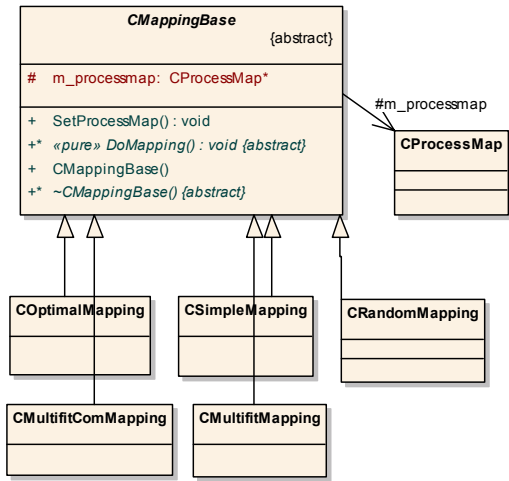 CMappingBase
{abstract}
# m_processmap: CProcessMap*
+ SetProcessMap() : void
+* «pure» DoMapping() : void {abstract}
+ CMappingBase()
+* ~CMappingBase() {abstract}
#m_processmap
CProcessMap
COptimalMapping
CSimpleMapping
CRandomMapping
CMultifitComMapping
CMultifitMapping